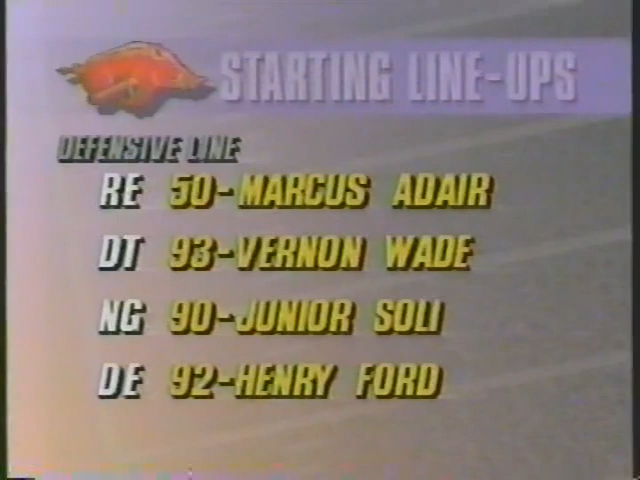 STARTING LINE-UPS
DEFENSIVE LINE
RE 50-MARCUS ADAIR
DT 93-VERNON WADE
NG 90-JUNIOR SOLI
DE 92-HENRY FORD